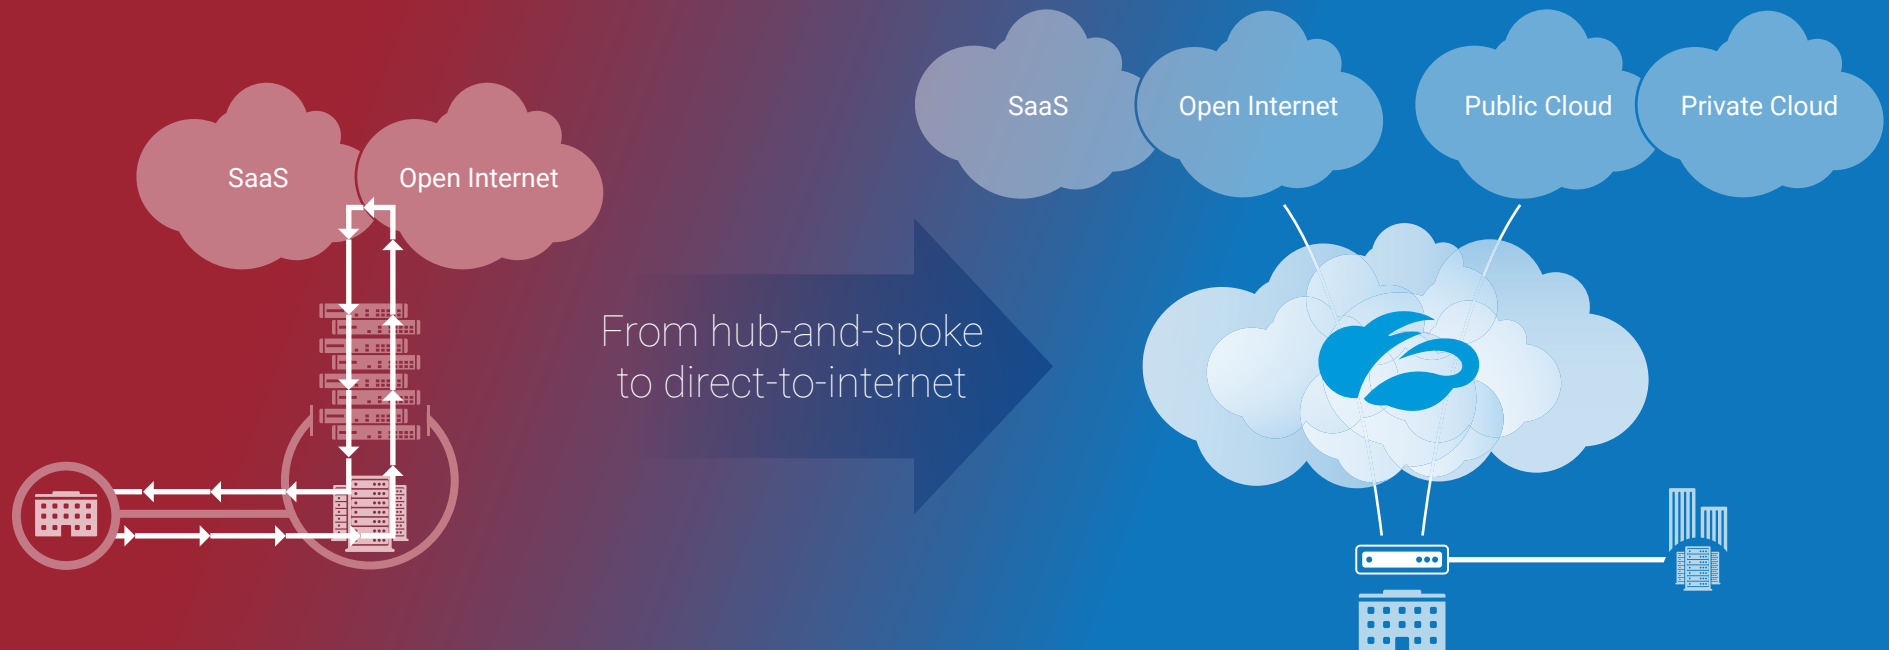 SaaS
Open Internet
From hub-and-spoke
to direct-to-internet
SaaS
Open Internet
Public Cloud
Private Cloud